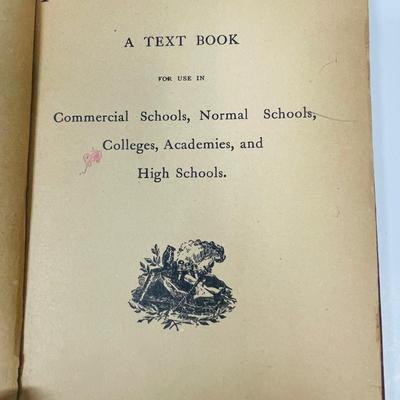 A TEXT BOOK
FOR USE IN
Commercial Schools, Normal Schools,
Colleges, Academies, and
High Schools.